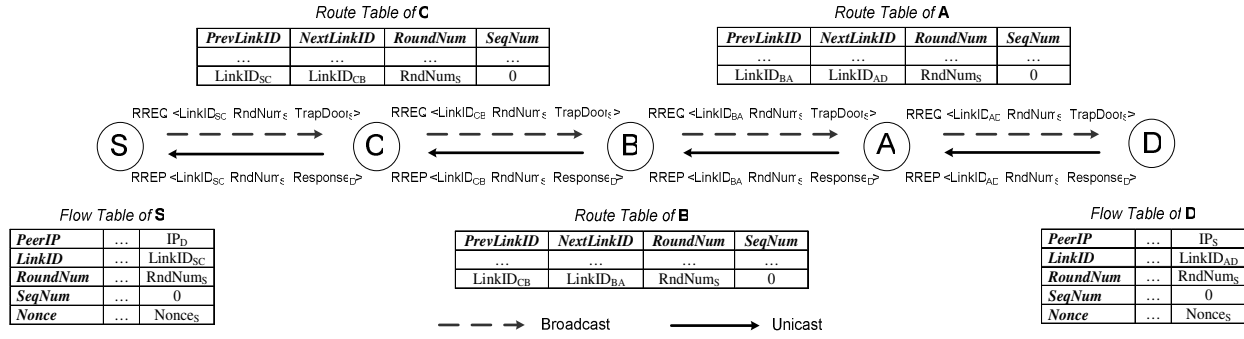 Route Table of C
PrevLinkID NextLinkID RoundNum SeqNum
… … … …
LinkIDSC LinkIDCB RndNumS 0
Route Table of A
PrevLinkID NextLinkID RoundNum SeqNum
… … … …
LinkIDBA LinkIDAD RndNumS 0
RREQ <LinkIDSC RndNumS TrapDoorS>
RREQ <LinkIDCB RndNumS TrapDoorS>
RREQ <LinkIDBA RndNumS TrapDoorS>
RREQ <LinkIDAD RndNumS TrapDoorS>
S C B A D
RREP <LinkIDSC RndNumS ResponseD>
RREP <LinkIDCB RndNumS ResponseD>
RREP <LinkIDBA RndNumS ResponseD>
RREP <LinkIDAD RndNumS ResponseD>
Flow Table of S
PeerIP … IPD
LinkID … LinkIDSC
RoundNum … RndNumS
SeqNum … 0
Nonce … NonceS
Route Table of B
PrevLinkID NextLinkID RoundNum SeqNum
… … … …
LinkIDCB LinkIDBA RndNumS 0
Flow Table of D
PeerIP … IPS
LinkID … LinkIDAD
RoundNum … RndNumS
SeqNum … 0
Nonce … NonceS
Broadcast Unicast